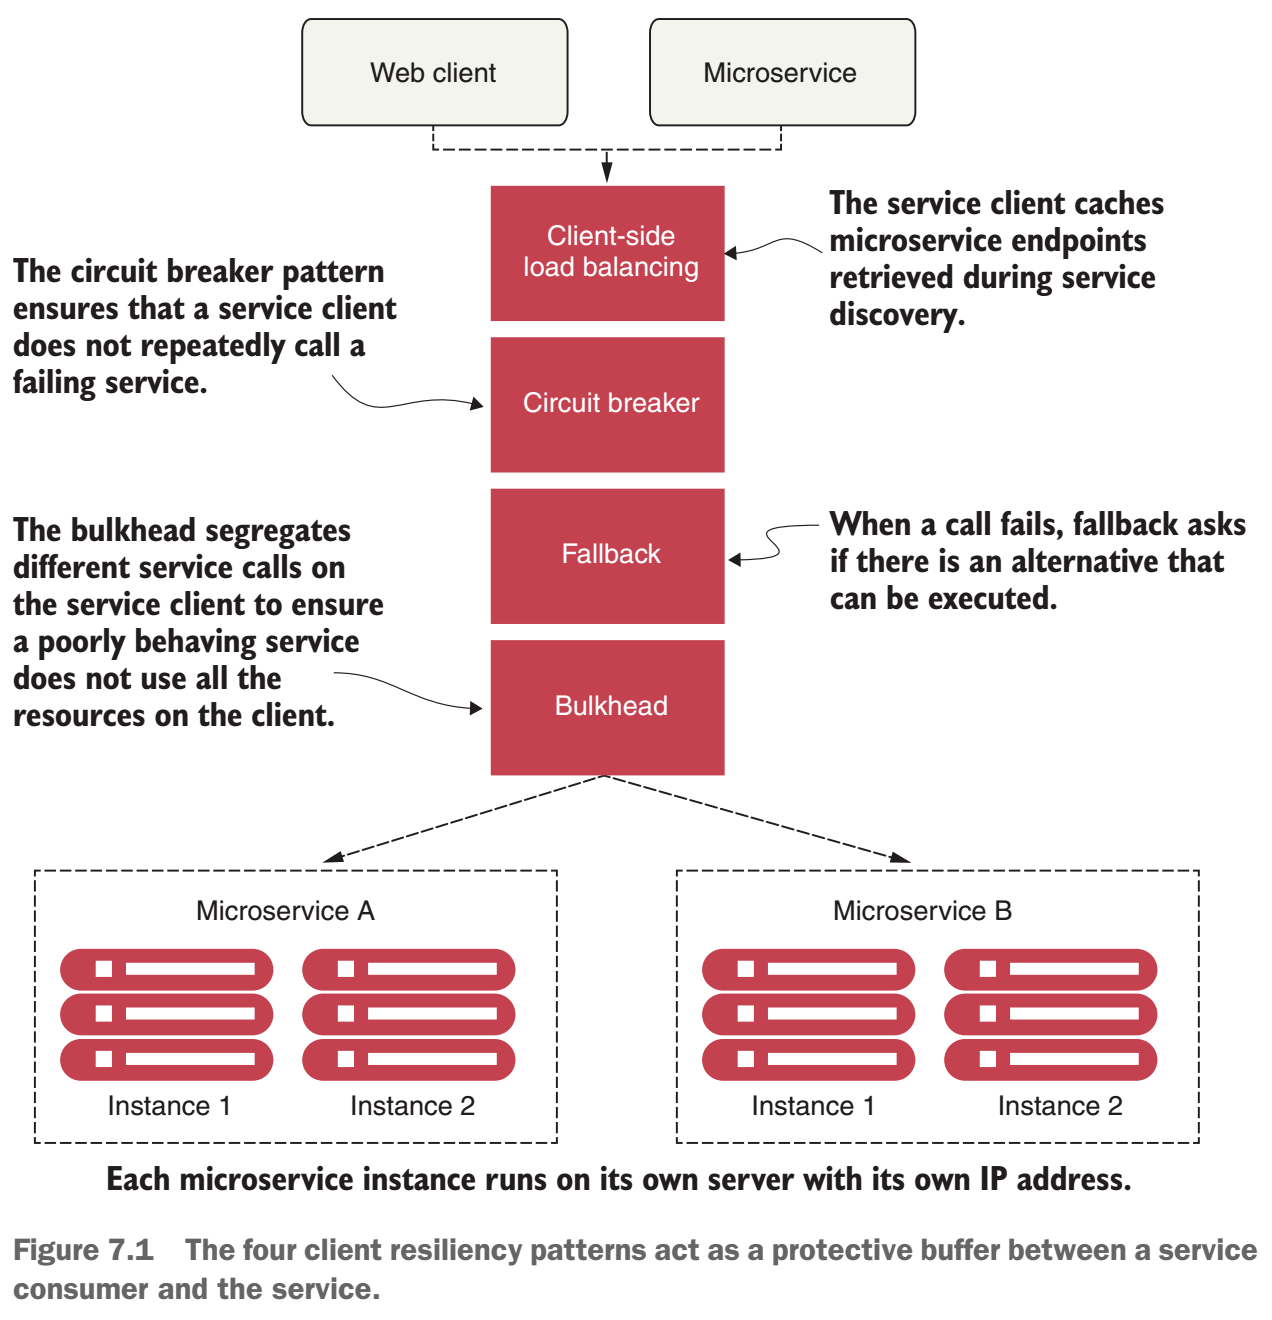 Web client
Microservice
Client-side
load balancing
The service client caches
microservice endpoints
retrieved during service
discovery.
The circuit breaker pattern
ensures that a service client
does not repeatedly call a
failing service.
Circuit breaker
Fallback
When a call fails, fallback asks
if there is an alternative that
can be executed.
The bulkhead segregates
different service calls on
the service client to ensure
a poorly behaving service
does not use all the
resources on the client.
Bulkhead
Microservice A
Instance 1
Instance 2
Microservice B
Instance 1
Instance 2
Each microservice instance runs on its own server with its own IP address.
Figure 7.1 The four client resiliency patterns act as a protective buffer between a service
consumer and the service.